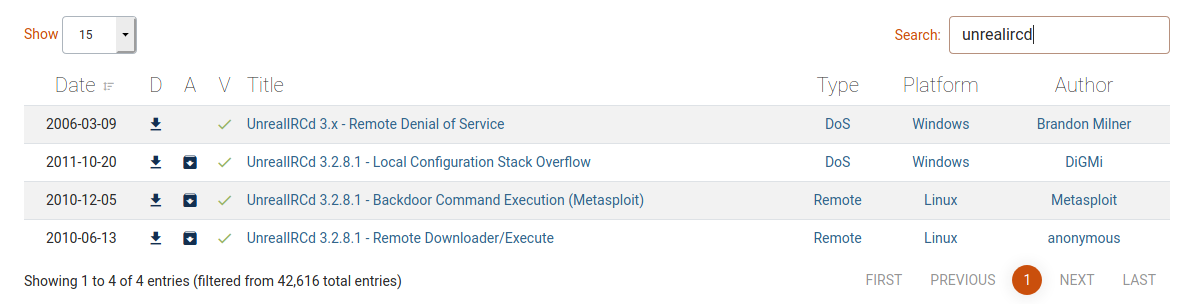 Show 15 Search: unrealircd
Date D A V Title Type Platform Author
2006-03-09 UnrealIRCd 3.x - Remote Denial of Service DoS Windows Brandon Milner
2011-10-20 UnrealIRCd 3.2.8.1 - Local Configuration Stack Overflow DoS Windows DiGMi
2010-12-05 UnrealIRCd 3.2.8.1 - Backdoor Command Execution (Metasploit) Remote Linux Metasploit
2010-06-13 UnrealIRCd 3.2.8.1 - Remote Downloader/Execute Remote Linux anonymous
Showing 1 to 4 of 4 entries (filtered from 42,616 total entries) FIRST PREVIOUS 1 NEXT LAST